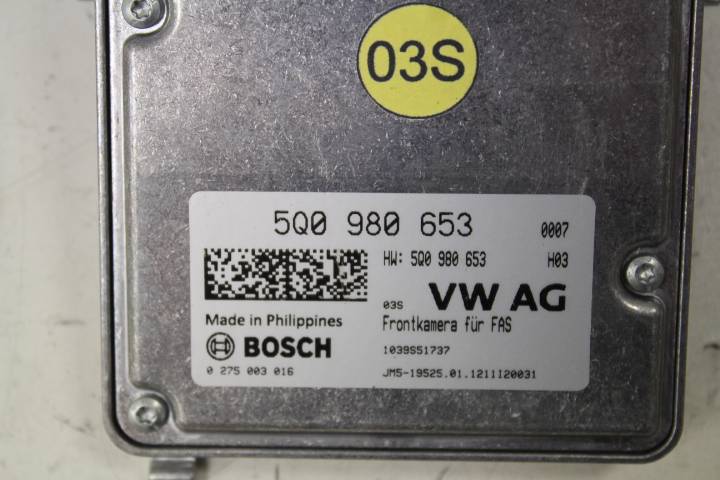 03S
5Q0 980 653 0007
HW: 5Q0 980 653 H03
03S VW AG
Made in Philippines Frontkamera für FAS
BOSCH 1039S51737
0 275 003 016 JM5-19525.01.1211I20031